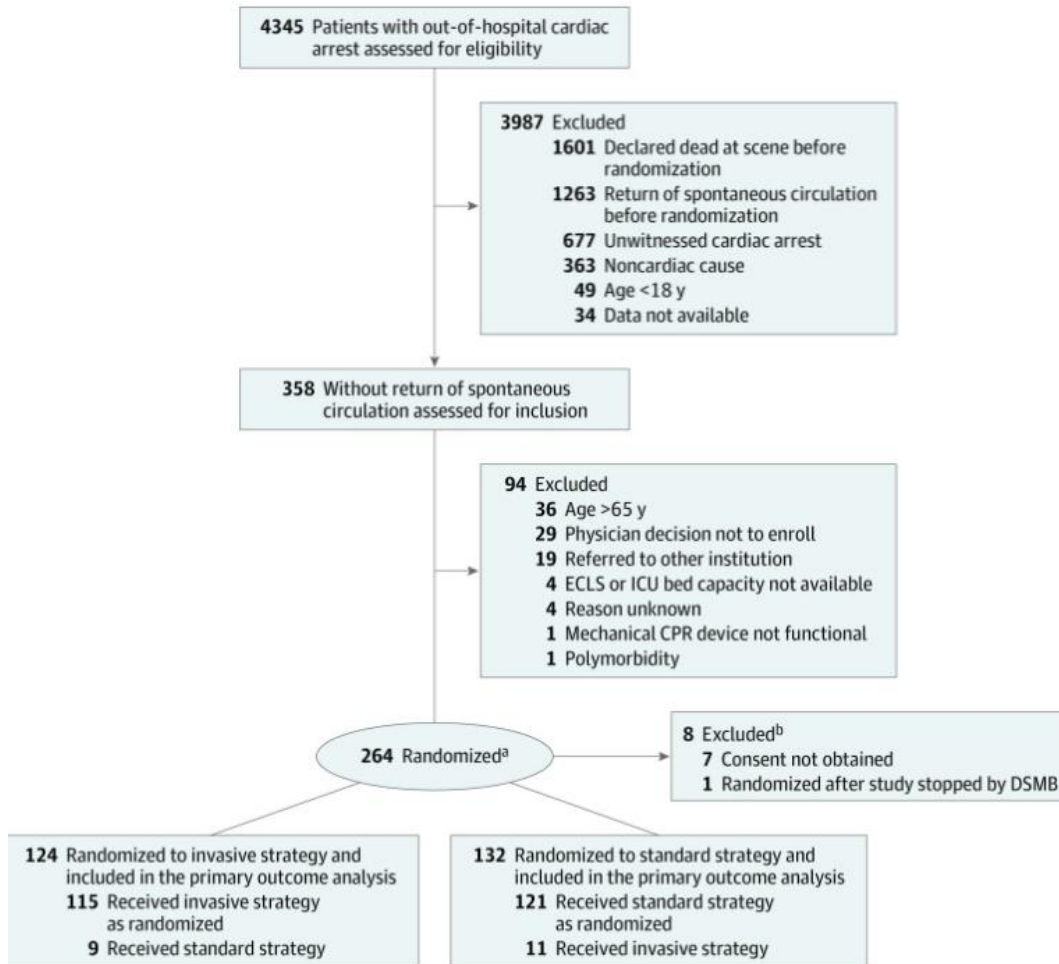 4345 Patients with out-of-hospital cardiac
arrest assessed for eligibility
3987 Excluded
1601 Declared dead at scene before
randomization
1263 Return of spontaneous circulation
before randomization
677 Unwitnessed cardiac arrest
363 Noncardiac cause
49 Age <18 y
34 Data not available
358 Without return of spontaneous
circulation assessed for inclusion
94 Excluded
36 Age >65 y
29 Physician decision not to enroll
19 Referred to other institution
4 ECLS or ICU bed capacity not available
4 Reason unknown
1 Mechanical CPR device not functional
1 Polymorbidity
264 Randomizedᵃ
8 Excludedᵇ
7 Consent not obtained
1 Randomized after study stopped by DSMB
124 Randomized to invasive strategy and
included in the primary outcome analysis
115 Received invasive strategy
as randomized
9 Received standard strategy
132 Randomized to standard strategy and
included in the primary outcome analysis
121 Received standard strategy
as randomized
11 Received invasive strategy